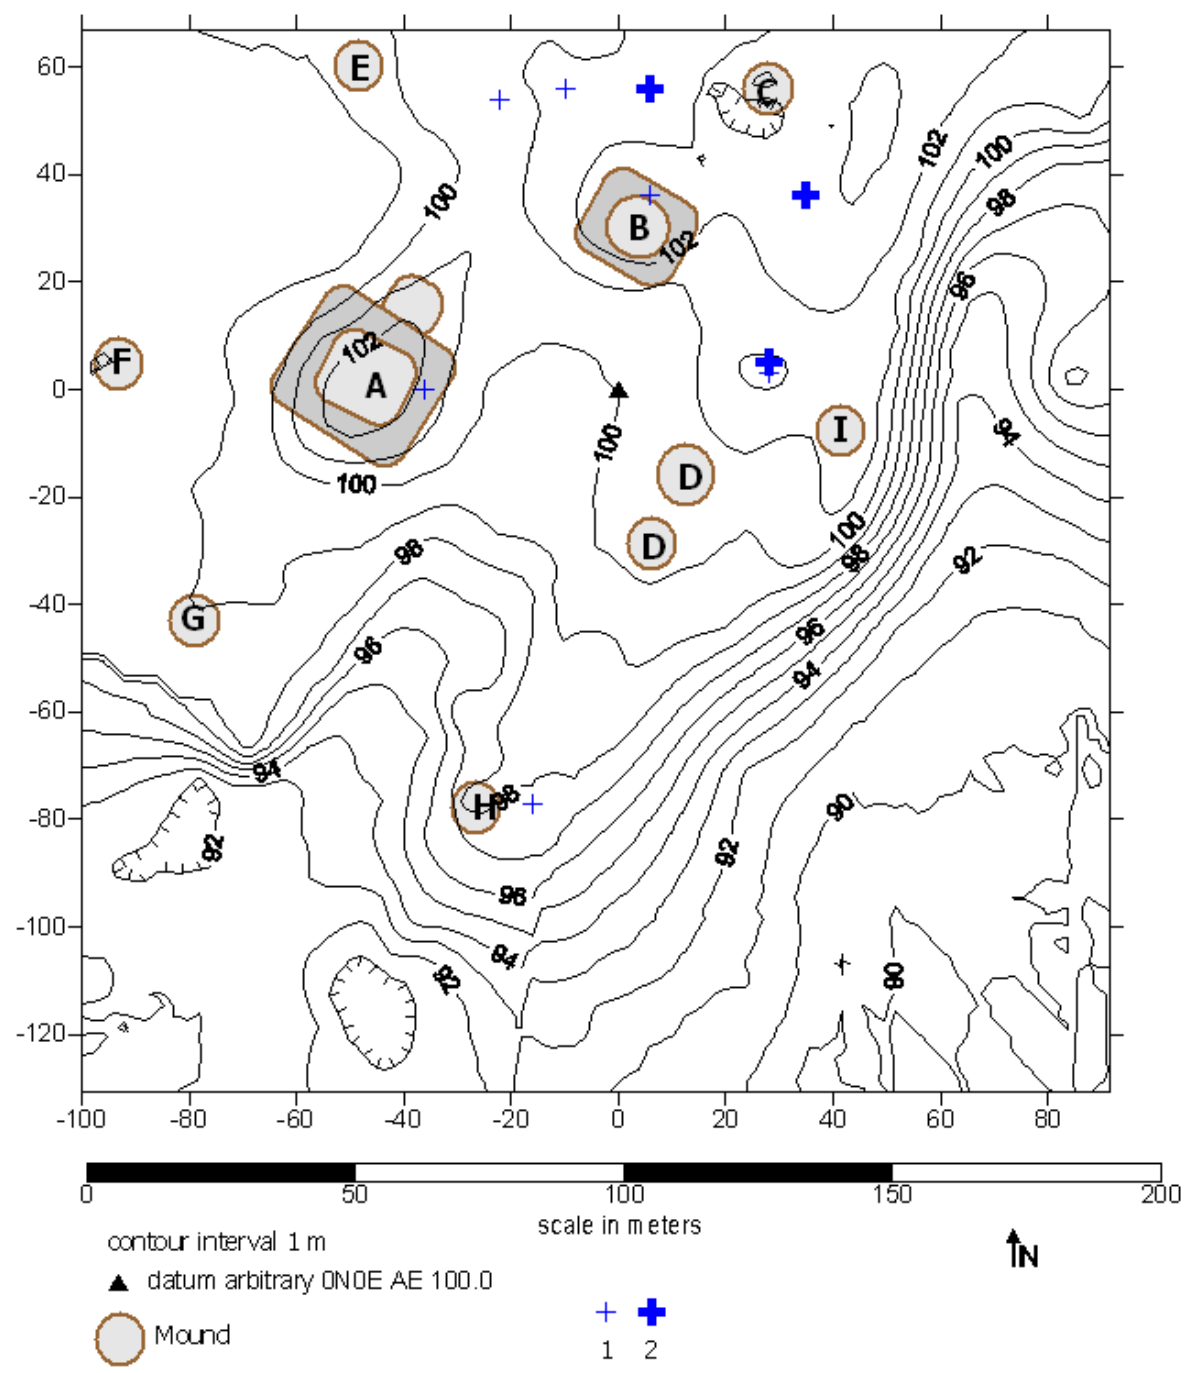 E
C
60
102
100
40
100
98
B
102
20
96
102
F
A
0
I
94
100
100
D
-20
100
98
98
D
92
-40
G
96
96
94
-60
94
98
H
90
-80
92
92
96
-100
94
92
90
-120
-100 -80 -60 -40 -20 0 20 40 60 80
0 50 100 150 200
scale in meters
contour interval 1 m
N
datum arbitrary 0N0E AE 100.0
Mound
1 2